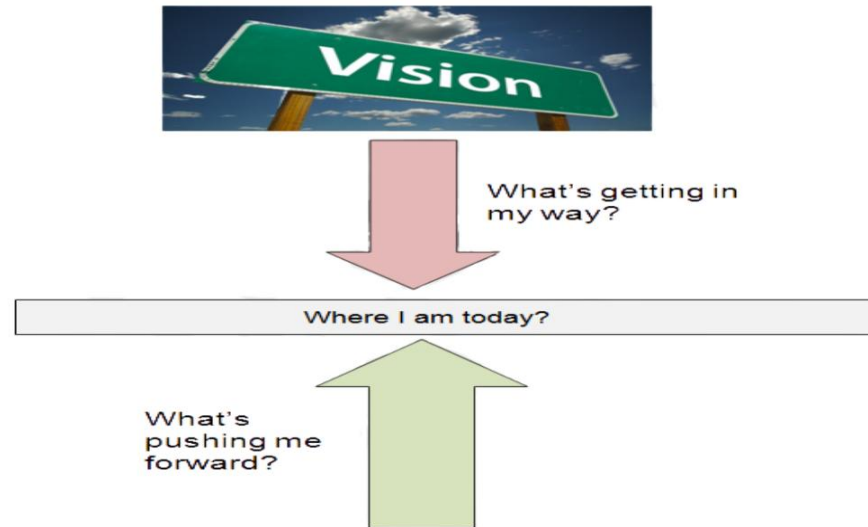 Vision
What's getting in
my way?
Where I am today?
What's
pushing me
forward?